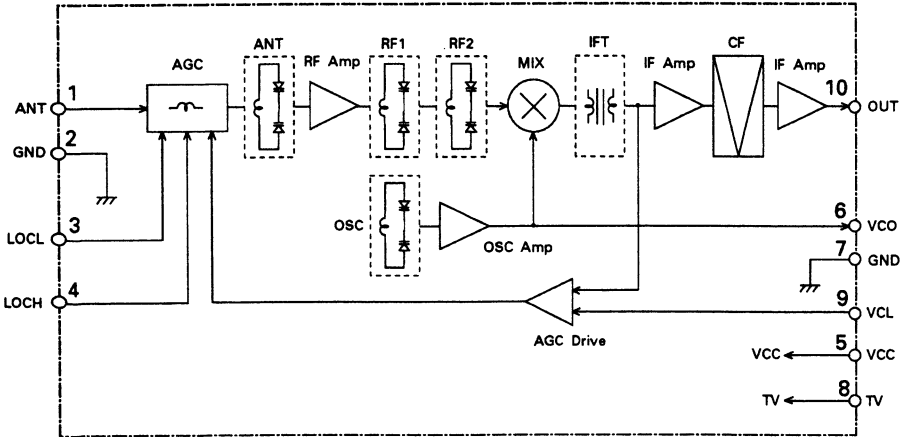 ANT
RF Amp
RF1
RF2
MIX
IFT
IF Amp
CF
IF Amp
AGC
1
ANT
10
OUT
2
GND
3
LOCL
OSC
OSC Amp
6
VCO
7
GND
4
LOCH
9
VCL
AGC Drive
VCC
5
VCC
TV
8
TV